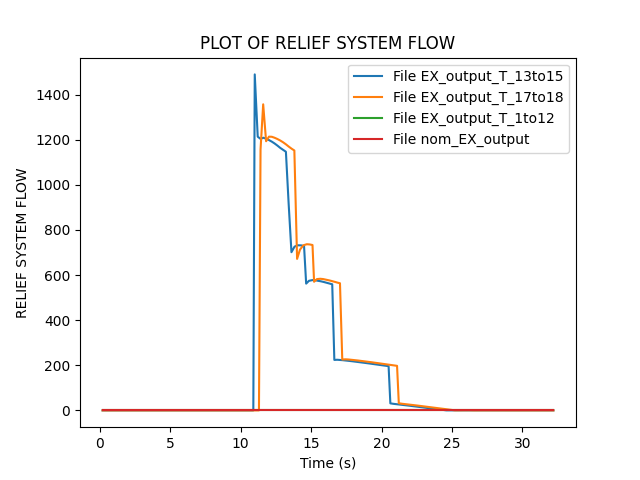 PLOT OF RELIEF SYSTEM FLOW
File EX_output_T_13to15
File EX_output_T_17to18
File EX_output_T_1to12
File nom_EX_output
RELIEF SYSTEM FLOW
1400
1200
1000
800
600
400
200
0
0 5 10 15 20 25 30
Time (s)